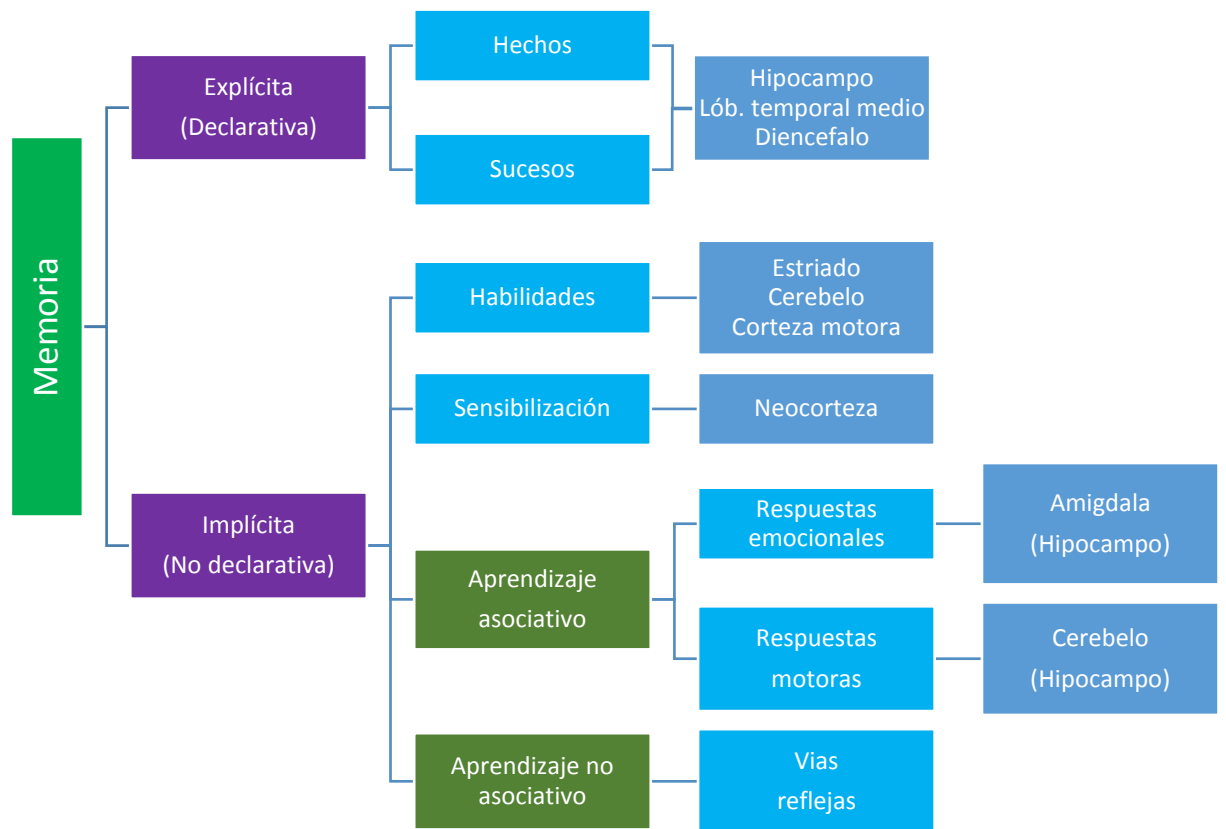 Memoria
Explícita
(Declarativa)
Hechos
Sucesos
Hipocampo
Lób. temporal medio
Diencefalo
Implícita
(No declarativa)
Habilidades
Estriado
Cerebelo
Corteza motora
Sensibilización
Neocorteza
Aprendizaje
asociativo
Respuestas
emocionales
Amigdala
(Hipocampo)
Respuestas
motoras
Cerebelo
(Hipocampo)
Aprendizaje no
asociativo
Vias
reflejas